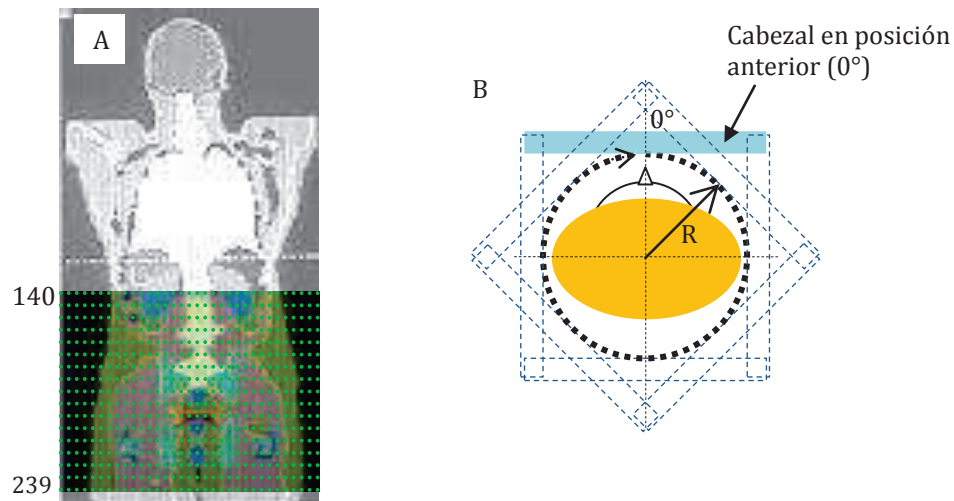 A
140
239
B
Cabezal en posición
anterior (0°)
0°
R